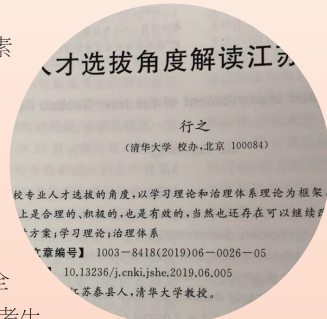 素
人才选拔角度解读江苏
行之
(清华大学 校办,北京 100084)
校专业人才选拔的角度,以学习理论和治理体系理论为框架
上是合理的、积极的,也是有效的,当然也还存在可以继续
方案;学习理论;治理体系
文章编号】 1003-8418(2019)06-0026-05
】 10.13236/j.cnki.jshe.2019.06.005
江苏泰县人,清华大学教授。
全
考生